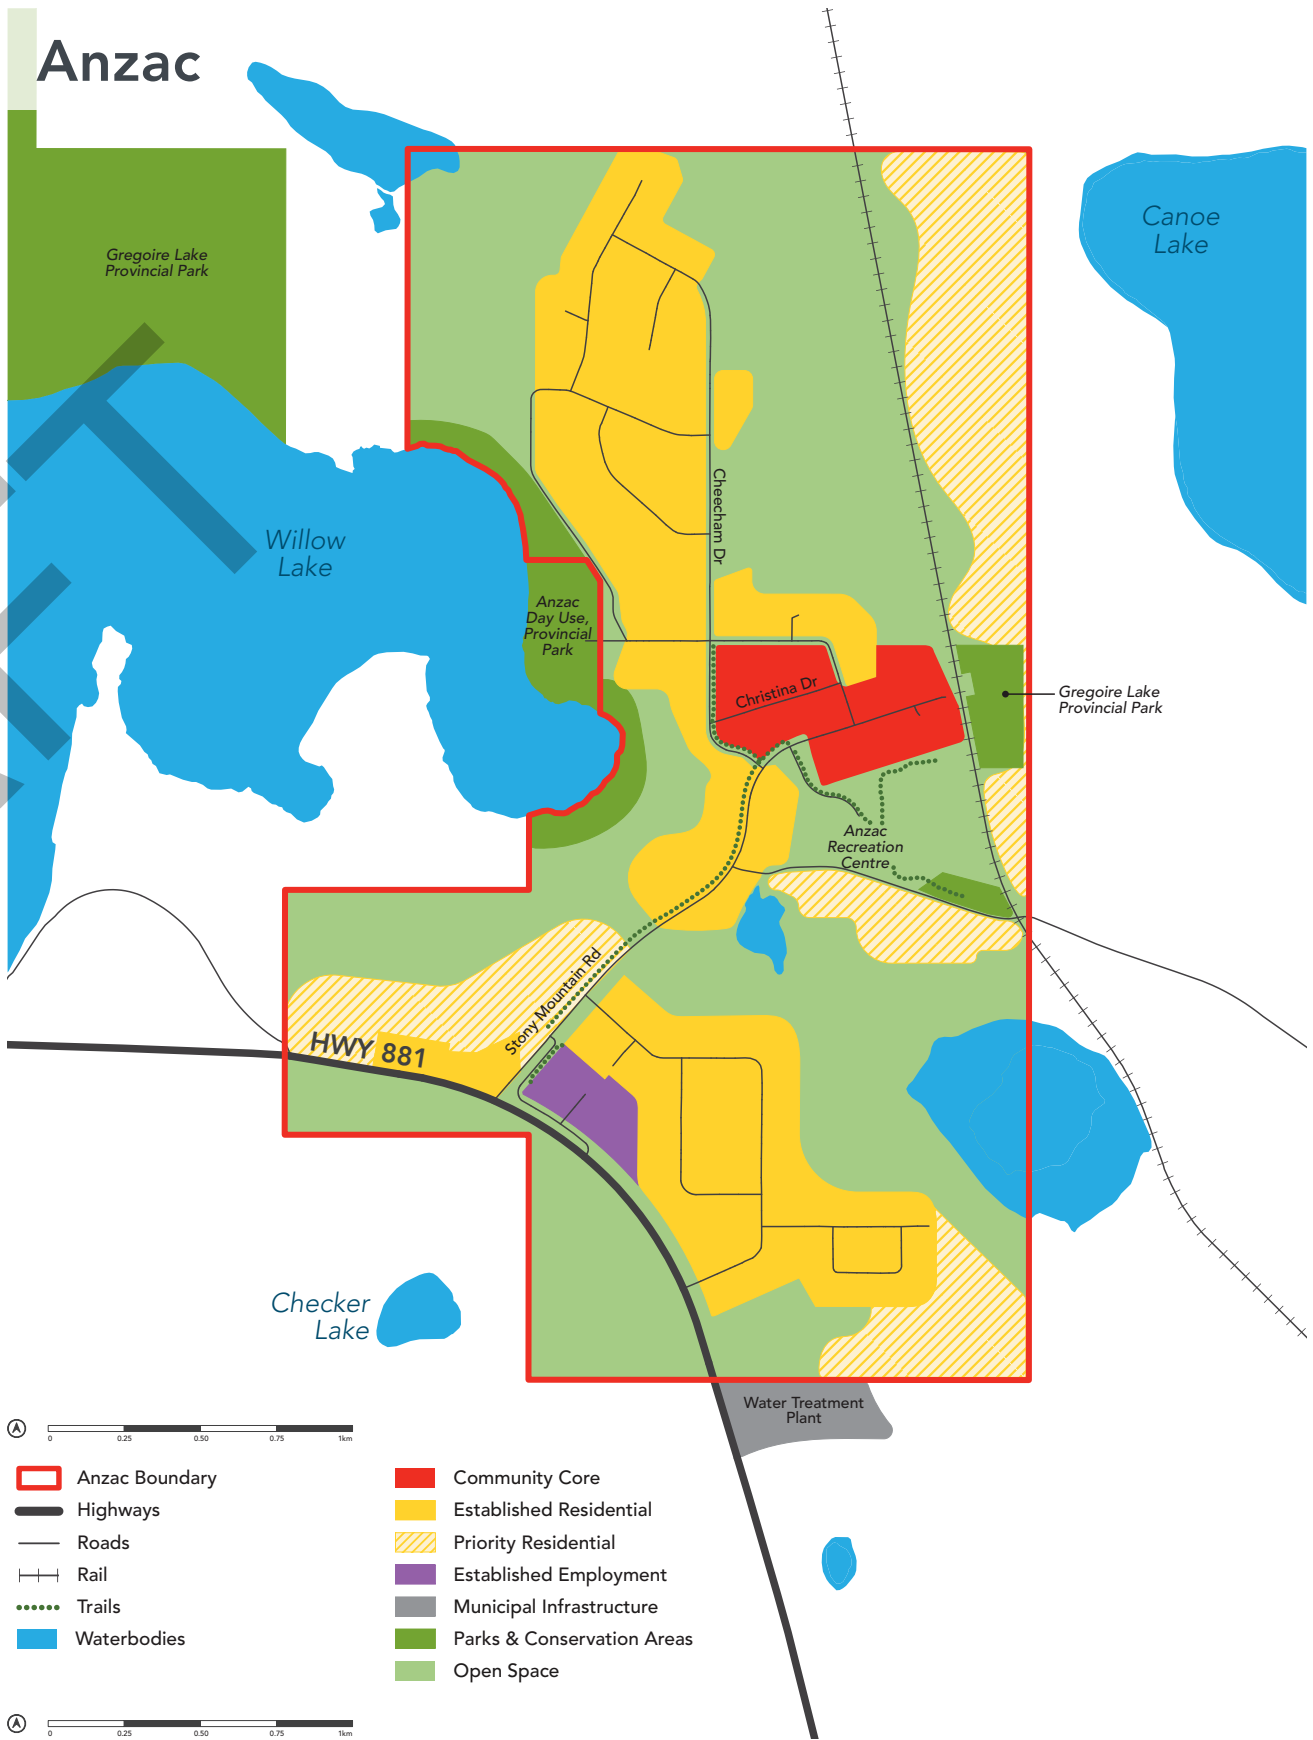 Anzac
Canoe
Lake
Gregoire Lake
Provincial Park
Cheecham Dr
Willow
Lake
Anzac
Day Use,
Provincial
Park
Christina Dr
Gregoire Lake
Provincial Park
Anzac
Recreation
Centre
Stony Mountain Rd
HWY 881
Checker
Lake
Water Treatment
Plant
A
0 0.25 0.50 0.75 1km
Anzac Boundary
Highways
Roads
Rail
Trails
Waterbodies
Community Core
Established Residential
Priority Residential
Established Employment
Municipal Infrastructure
Parks & Conservation Areas
Open Space
A
0 0.25 0.50 0.75 1km